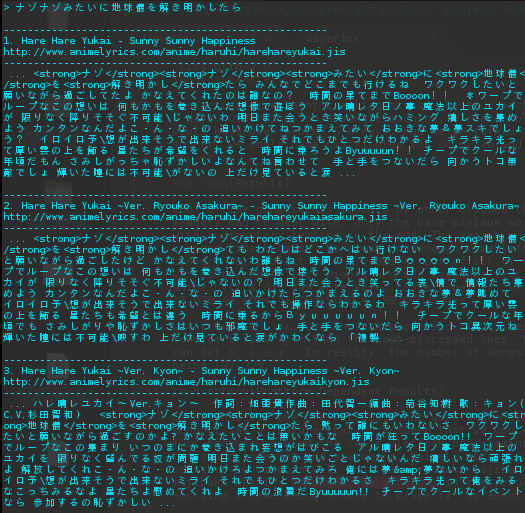 > ナゾナゾみたいに地球儀を解き明かしたら
--------------------------------------------------
1. Hare Hare Yukai - Sunny Sunny Happiness
http://www.animelyrics.com/anime/haruhi/harehareyukai.jis
--------------------------------------------------
... <strong>ナゾ</strong><strong>ナゾ</strong><strong>みたい</strong>に<strong>地球儀<
/strong>を<strong>解き明かし</strong>たら みんなでどこまでも行けるね ワクワクしたいと
願いながら過ごしてたよ かなえてくれたのは誰なの? 時間の果てまでBoooon!! *ワープで
ループなこの想いは 何もかもを巻き込んだ想像で遊ぼう アル晴レタ日ノ事 魔法以上のユカイ
が 限りなく降りそそぐ不可能\じゃないわ 明日また会うとき笑いながらハミング 嬉しさを集め
よう カンタンなんだよこ・ん・な・の 追いかけてねつかまえてみて おおきな夢&夢スキでしょ
う? イロイロ予\想が出来そうで出来ないミライ それでもひとつだけわかるよ キラキラ光っ
て厚い雲の上を飾る 星たちが希望をくれると 時間に乗ろうよByuuuuun!! チープでクールな
年頃だもん さみしがっちゃ恥ずかしいよなんてね言わせて 手と手をつないだら 向かうトコ無
敵でしょ 輝いた瞳には不可能\がないの 上だけ見ていると涙 ...
--------------------------------------------------
2. Hare Hare Yukai ~Ver. Ryouko Asakura~ - Sunny Sunny Happiness ~Ver. Ryouko Asakura~
http://www.animelyrics.com/anime/haruhi/harehareyukaiasakura.jis
--------------------------------------------------
<strong>ナゾ</strong><strong>ナゾ</strong><strong>みたい</strong>に<strong>地球儀<
/strong>を<strong>解き明かし</strong>ても わたしはどこかへはい行けない ワクワクしたい
と願いながら過ごしたけど かなえてくれない誰もね 時間の果てまでＢｏｏｏｏｎ!! ワー
プでループなこの想いは 何もかもを巻き込んだ想像で壊そう アル晴レタ日ノ事 魔法以上のユ
カイが 限りなく降りそそぐ不可能\じゃないの? 明日また会うとき笑ってる表\情で 情報たち集
めよう カンタンなんだよこ・ん・な・の 追いかけたらつかまえるのよ おおきな夢&夢眺めて
イロイロ予\想が出来そうで出来ないミライ それでも操作ならわかるわ キラキラ光って厚い雲
の上を飾る 星たちも希望とは違う 時間に乗るからＢｙｕｕｕｕｕｎ!! チープでクールな年
頃でも さみしがりや恥ずかしさはいつも邪魔でしょ 手と手をつないだら 向かうトコ異次元ね
輝いた瞳には不可能\映すわ 上だけ見ていると涙がかわくなら 「複製 ...
--------------------------------------------------
3. Hare Hare Yukai ~Ver. Kyon~ - Sunny Sunny Happiness ~Ver. Kyon~
http://www.animelyrics.com/anime/haruhi/harehareyukaikyon.jis
--------------------------------------------------
... ハレ晴レユカイ～Ver.キョン～ 作詞:畑亜貴作曲:田代智一編曲:菊谷知樹 歌:キョン(
C.V.杉田智和) <strong>ナゾ</strong><strong>ナゾ</strong><strong>みたい</strong>に<strong>
地球儀</strong>を<strong>解き明かし</strong>たら 黙って誰にもいわないさ ワクワクし
たいと願いながら過ごすのかよ? かなえたいことは無いかもな 時間が狂ってBoooon!! ワープ
でループなこの集まり いつのまにか巻き込まれ妄想がはびこる アル晴レタ日ノ事 魔法以上のユカ
イを 限りなく望んでる奴が問題 明日また会うのか笑いごとじゃないんだ 嬉しいなら頑張れ
よ 解放してくれこ・ん・な・の 追いかけろよつかまえてみろ 俺には夢&amp;夢ないから イ
ロイロ予\想が出来そうで出来ないミライ それでもひとつだけわかるさ キラキラ光って俺をみる
なこっちみるなよ 星たちよ慰めてくれよ 時間の浪費だByuuuuun!! チープでクールなイベント
なら 参加するの恥ずかしい ...